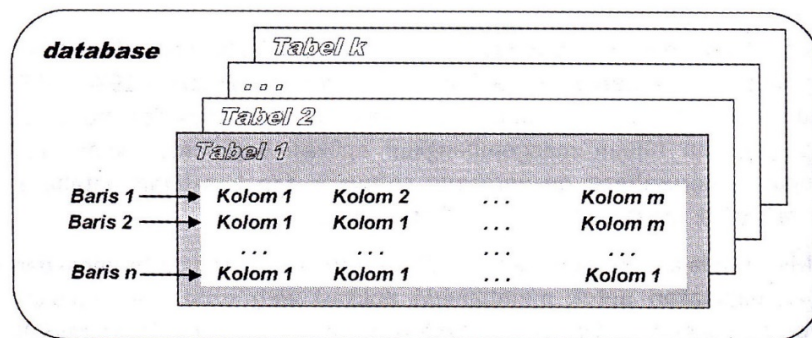 database
Tabel k
. . .
Tabel 2
Tabel 1
Baris 1 Kolom 1 Kolom 2 . . . Kolom m
Baris 2 Kolom 1 Kolom 1 . . . Kolom m
. . . . . . . . . . . .
Baris n Kolom 1 Kolom 1 . . . Kolom 1